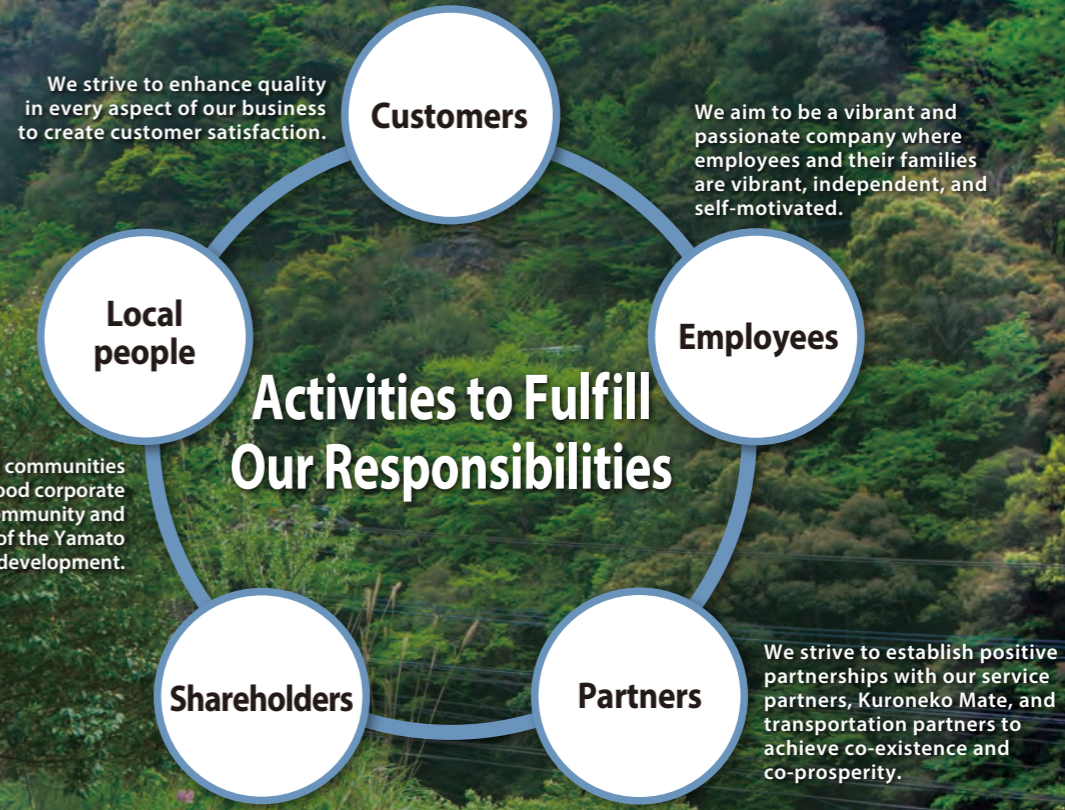 Customers
We strive to enhance quality
in every aspect of our business
to create customer satisfaction.
We aim to be a vibrant and
passionate company where
employees and their families
are vibrant, independent, and
self-motivated.
Local
people
Employees
Activities to Fulfill
Our Responsibilities
communities
ood corporate
mmunity and
of the Yamato
development.
Shareholders
Partners
We strive to establish positive
partnerships with our service
partners, Kuroneko Mate, and
transportation partners to
achieve co-existence and
co-prosperity.